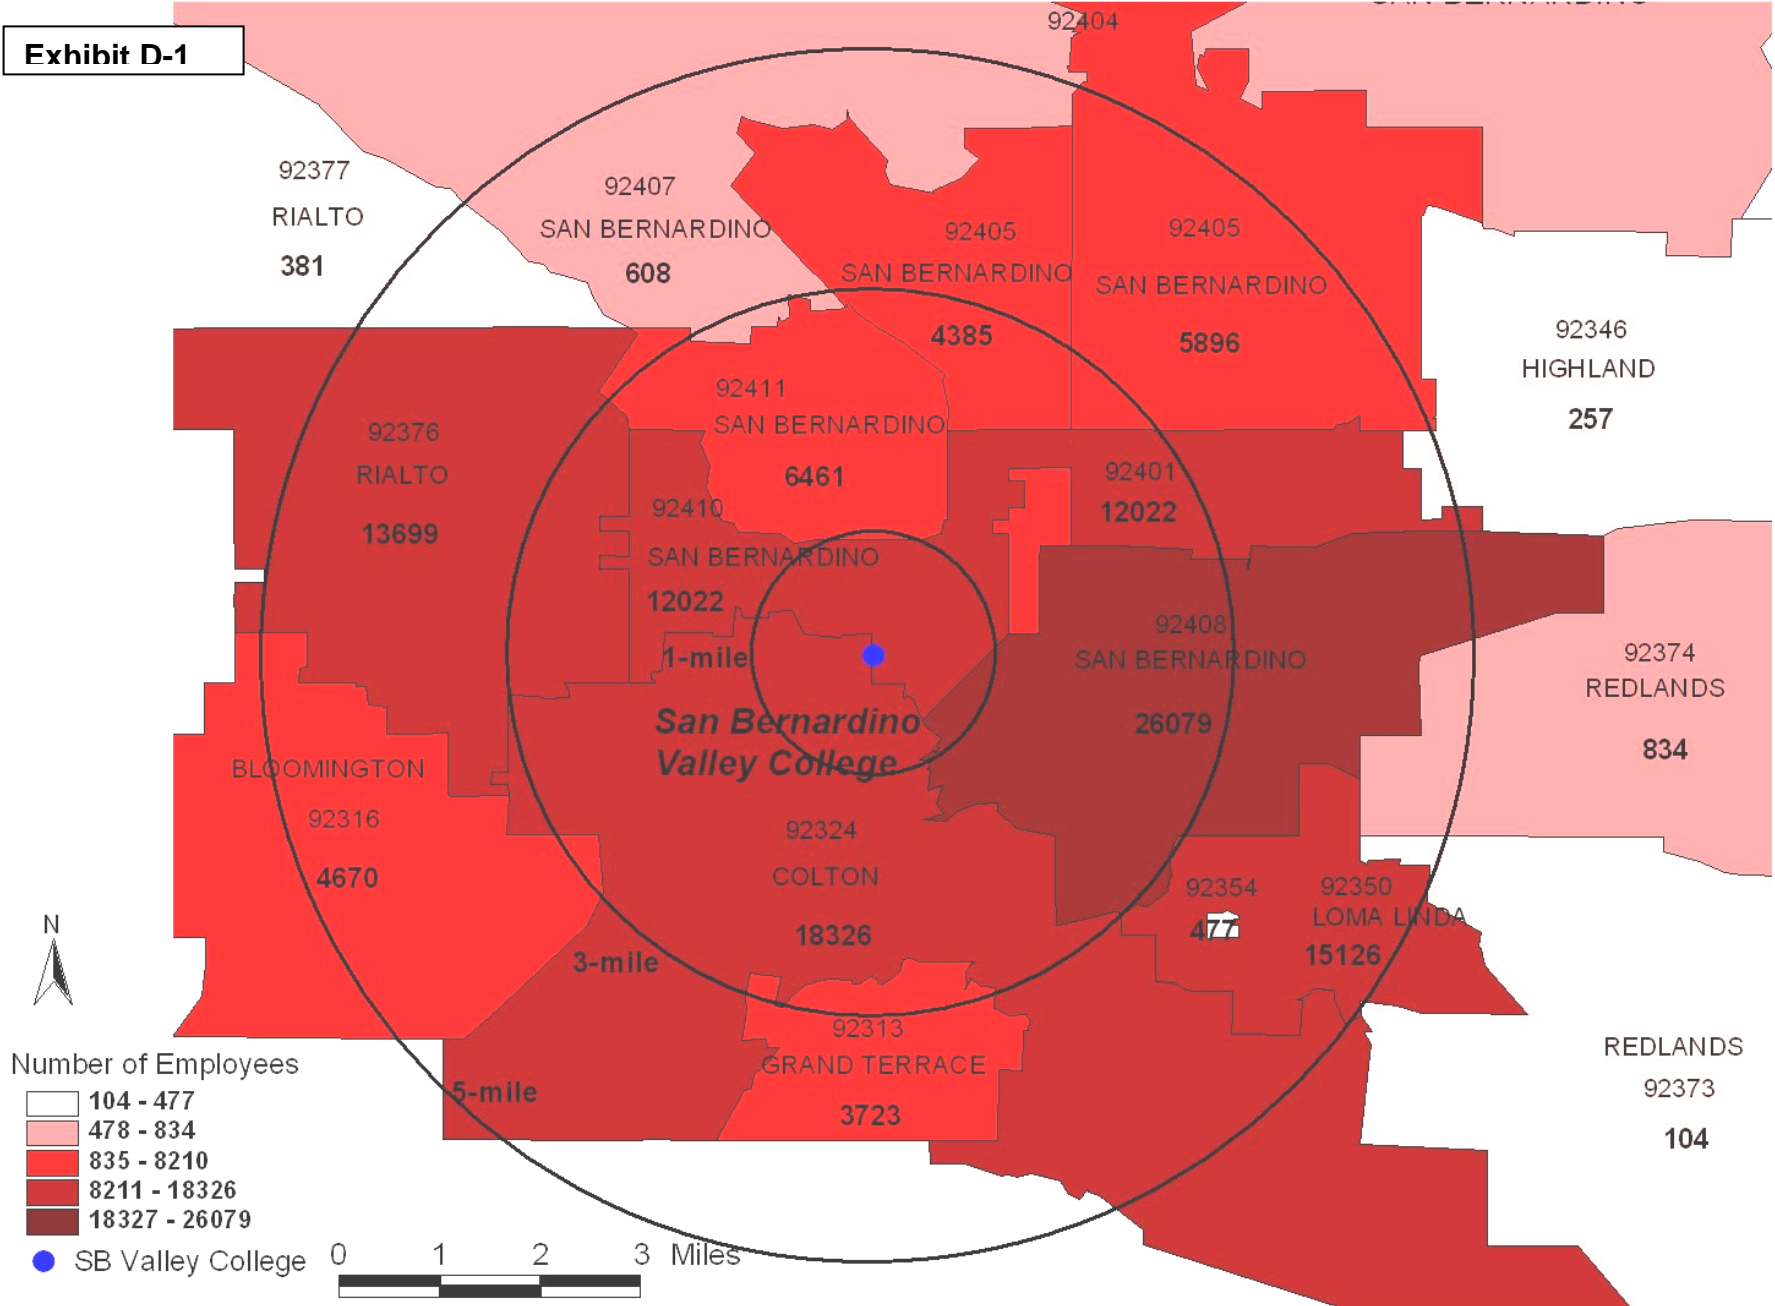 SAN BERNARDINO
92404
Exhibit D-1
92377
RIALTO
381
92407
SAN BERNARDINO
608
92405
SAN BERNARDINO
4385
92405
SAN BERNARDINO
5896
92346
HIGHLAND
257
92376
RIALTO
13699
92411
SAN BERNARDINO
6461
92410
SAN BERNARDINO
12022
92401
12022
1-mile
92408
SAN BERNARDINO
26079
92374
REDLANDS
834
San Bernardino
Valley College
BLOOMINGTON
92316
4670
92324
COLTON
18326
92354
477
92350
LOMA LINDA
15126
3-mile
N
92313
GRAND TERRACE
3723
5-mile
REDLANDS
92373
104
Number of Employees
104 - 477
478 - 834
835 - 8210
8211 - 18326
18327 - 26079
SB Valley College
0 1 2 3 Miles